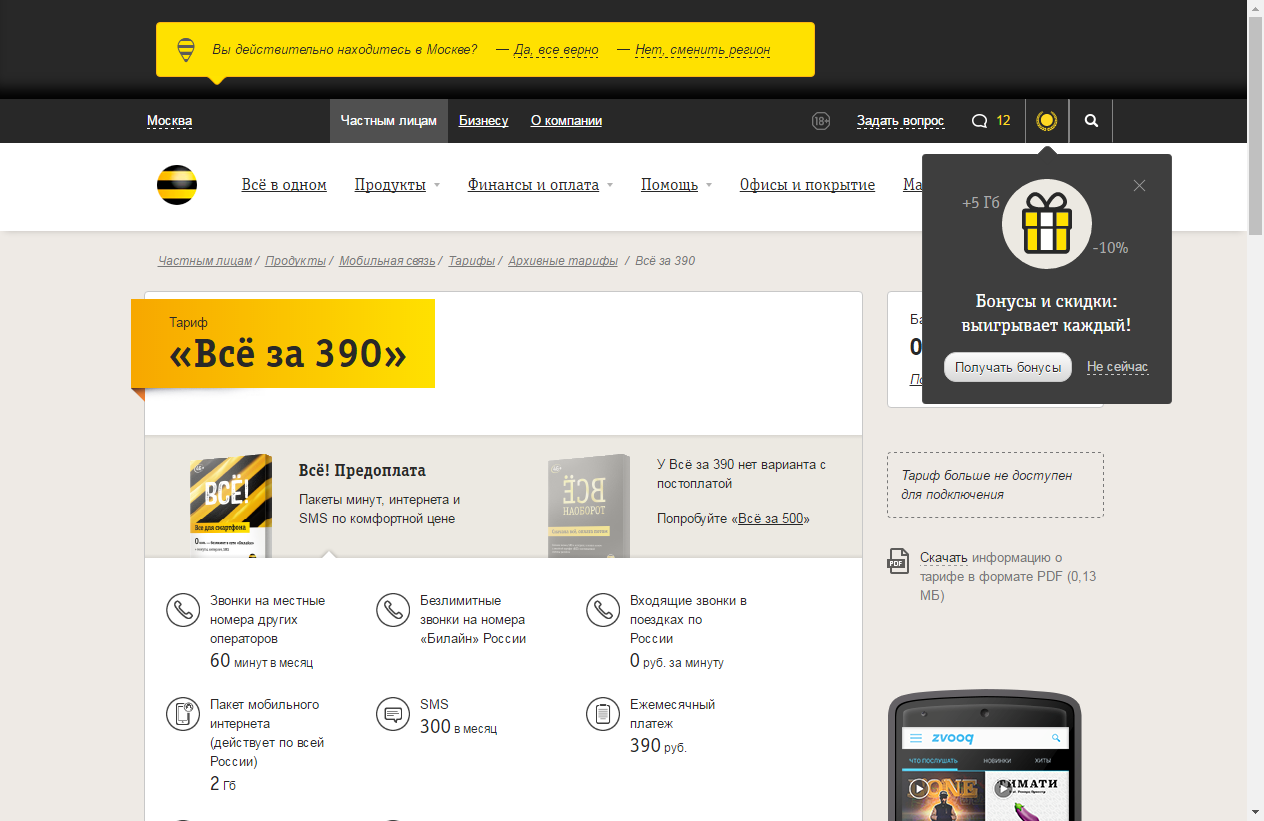 Вы действительно находитесь в Москве? — Да, все верно — Нет, сменить регион
Москва Частным лицам Бизнесу О компании 18+ Задать вопрос 12
Всё в одном Продукты Финансы и оплата Помощь Офисы и покрытие Ма
+5 Гб
-10%
Бонусы и скидки:
выигрывает каждый!
Получать бонусы Не сейчас
Частным лицам / Продукты / Мобильная связь / Тарифы / Архивные тарифы / Всё за 390
Тариф
«Всё за 390»
Ба
0
По
Всё! Предоплата
Пакеты минут, интернета и
SMS по комфортной цене
ВСЁ!
Все для смартфона
У Всё за 390 нет варианта с
постоплатой
Попробуйте «Всё за 500»
ВСЁ
НАОБОРОТ
Тариф больше не доступен
для подключения
PDF
Скачать информацию о
тарифе в формате PDF (0,13
МБ)
Звонки на местные
номера других
операторов
60 минут в месяц
Безлимитные
звонки на номера
«Билайн» России
Входящие звонки в
поездках по
России
0 руб. за минуту
Пакет мобильного
интернета
(действует по всей
России)
2 Гб
SMS
300 в месяц
Ежемесячный
платеж
390 руб.
zvooq
ЧТО ПОСЛУШАТЬ НОВИНКИ ХИТЫ
ТИМАТИ